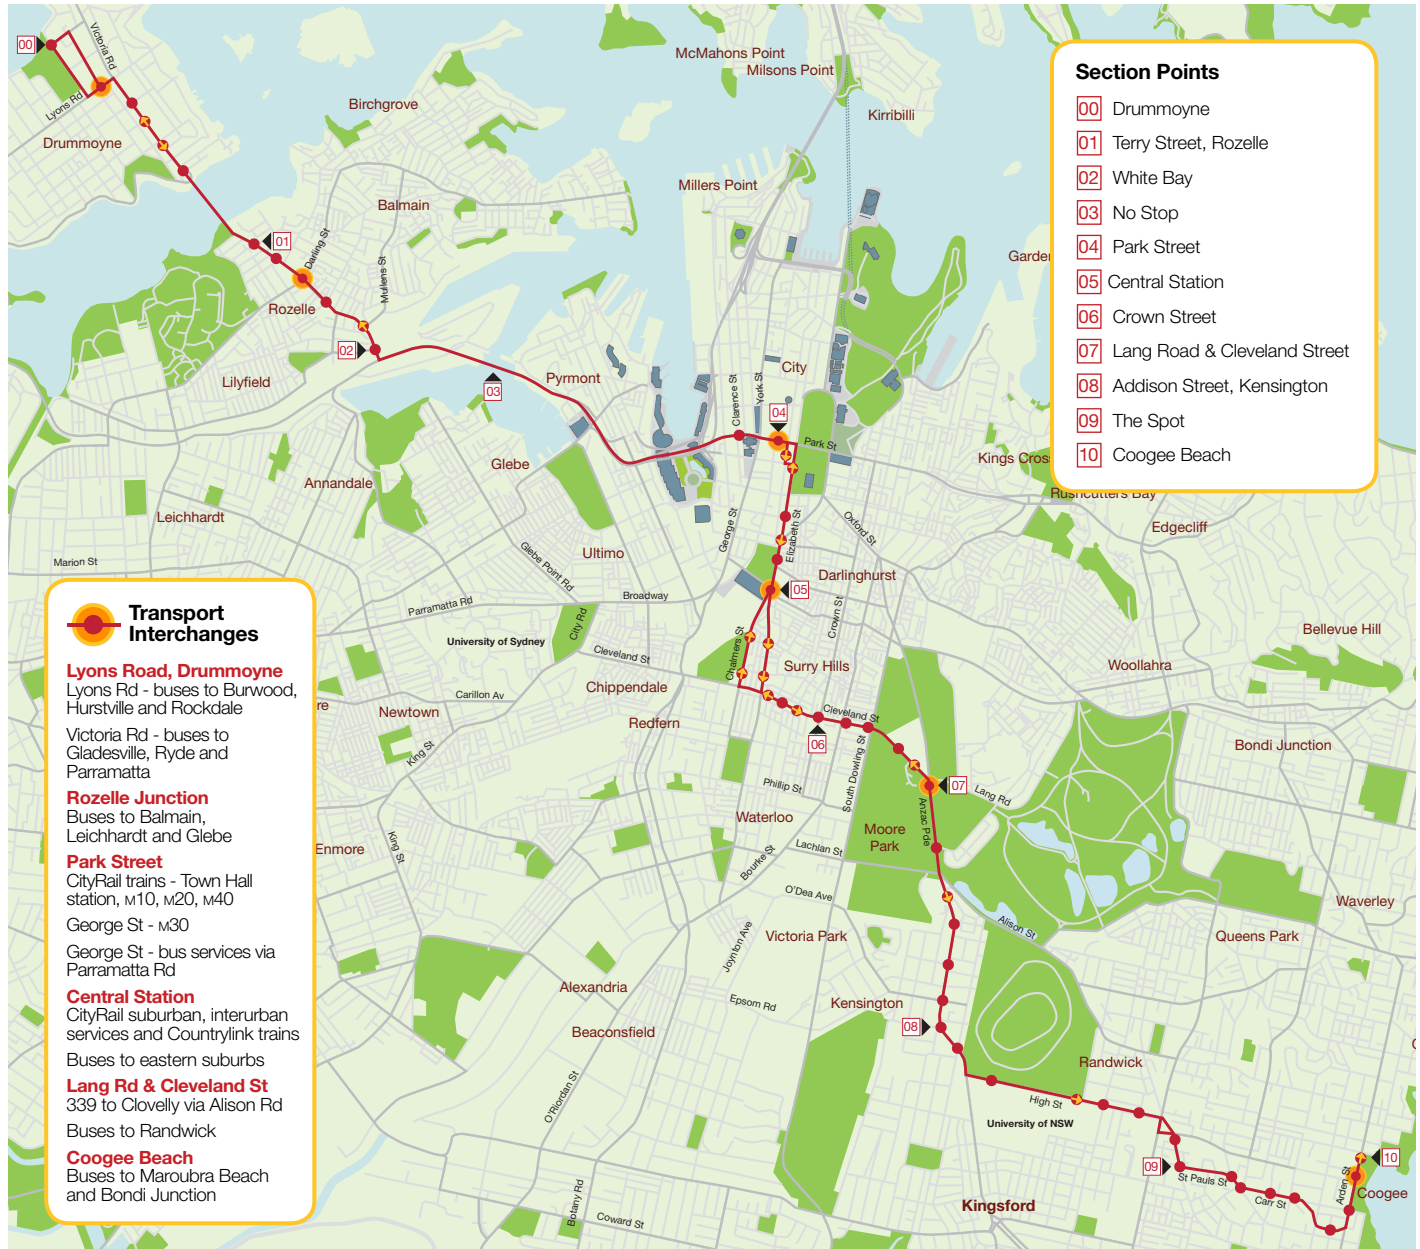 McMahons Point
Milsons Point
Kirribilli
00
Victoria Rd
Lyons Rd
Drummoyne
Birchgrove
Millers Point
Balmain
01
Darling St
Mullens St
Rozelle
02
Lilyfield
03
Pyrmont
City
Clarence St
York St
04
Park St
Kings Cross
Rushcutters Bay
Edgecliff
Glebe
Annandale
Leichhardt
Marion St
George St
Elizabeth St
Oxford St
Ultimo
Glebe Point Rd
Darlinghurst
05
Broadway
Parramatta Rd
City Rd
Crown St
University of Sydney
Cleveland St
Chalmers St
Surry Hills
Bellevue Hill
Woollahra
Chippendale
Carillon Av
Newtown
Redfern
Cleveland St
06
South Dowling St
King St
Bondi Junction
Phillip St
07
Lang Rd
Anzac Pde
Waterloo
Moore
Park
King St
Enmore
Lachlan St
Bourke St
O'Dea Ave
Waverley
Alison St
Victoria Park
Queens Park
Joynton Ave
Alexandria
Epsom Rd
Kensington
08
Beaconsfield
Randwick
O'Riordan St
High St
University of NSW
09
St Pauls St
Carr St
Arden St
10
Coogee
Botany Rd
Coward St
Kingsford
Section Points
00 Drummoyne
01 Terry Street, Rozelle
02 White Bay
03 No Stop
04 Park Street
05 Central Station
06 Crown Street
07 Lang Road & Cleveland Street
08 Addison Street, Kensington
09 The Spot
10 Coogee Beach
Transport
Interchanges
Lyons Road, Drummoyne
Lyons Rd - buses to Burwood,
Hurstville and Rockdale
Victoria Rd - buses to
Gladesville, Ryde and
Parramatta
Rozelle Junction
Buses to Balmain,
Leichhardt and Glebe
Park Street
CityRail trains - Town Hall
station, M10, M20, M40
George St - M30
George St - bus services via
Parramatta Rd
Central Station
CityRail suburban, interurban
services and Countrylink trains
Buses to eastern suburbs
Lang Rd & Cleveland St
339 to Clovelly via Alison Rd
Buses to Randwick
Coogee Beach
Buses to Maroubra Beach
and Bondi Junction